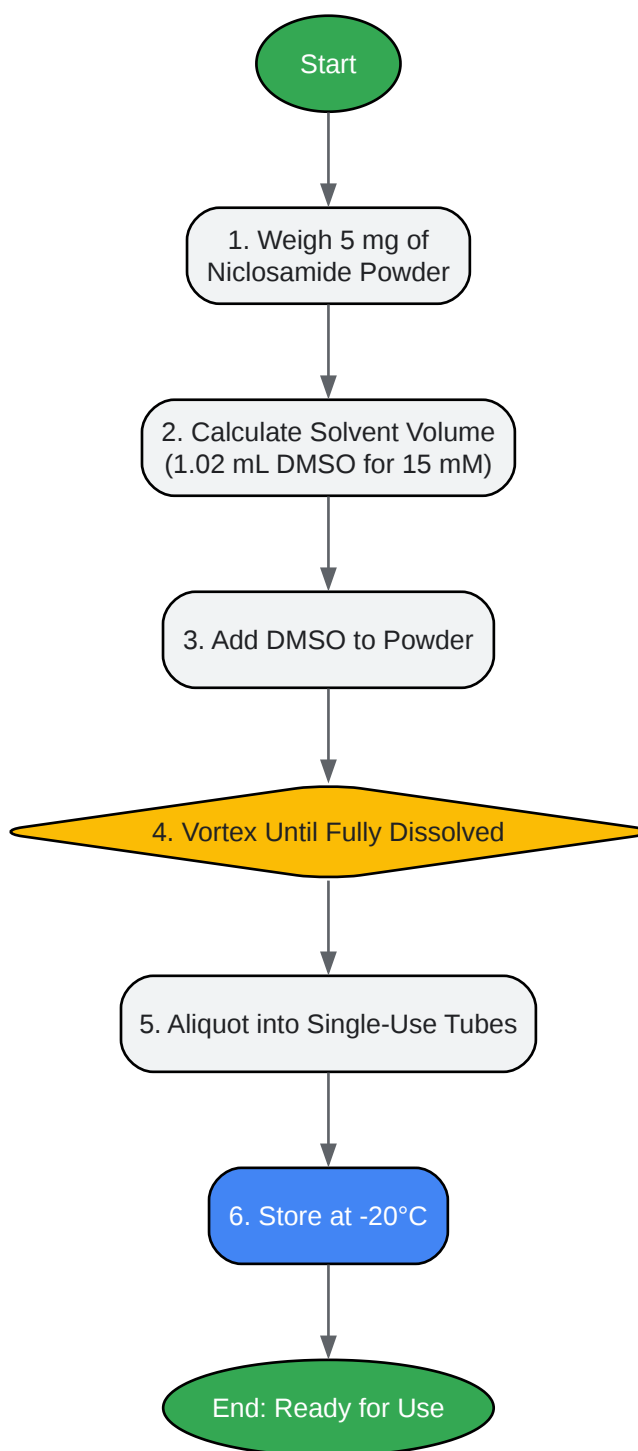 Start
1. Weigh 5 mg of
Niclosamide Powder
2. Calculate Solvent Volume
(1.02 mL DMSO for 15 mM)
3. Add DMSO to Powder
4. Vortex Until Fully Dissolved
5. Aliquot into Single-Use Tubes
6. Store at -20°C
End: Ready for Use